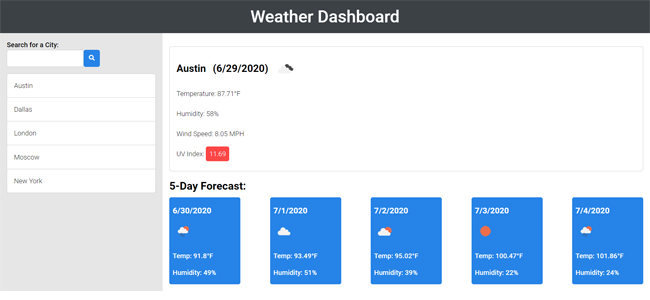 Weather Dashboard
Search for a City:
Austin
Dallas
London
Moscow
New York
Austin (6/29/2020)
Temperature: 87.71°F
Humidity: 58%
Wind Speed: 8.05 MPH
UV Index: 11.69
5-Day Forecast:
6/30/2020
Temp: 91.8°F
Humidity: 49%
7/1/2020
Temp: 93.49°F
Humidity: 51%
7/2/2020
Temp: 95.02°F
Humidity: 39%
7/3/2020
Temp: 100.47°F
Humidity: 22%
7/4/2020
Temp: 101.86°F
Humidity: 24%